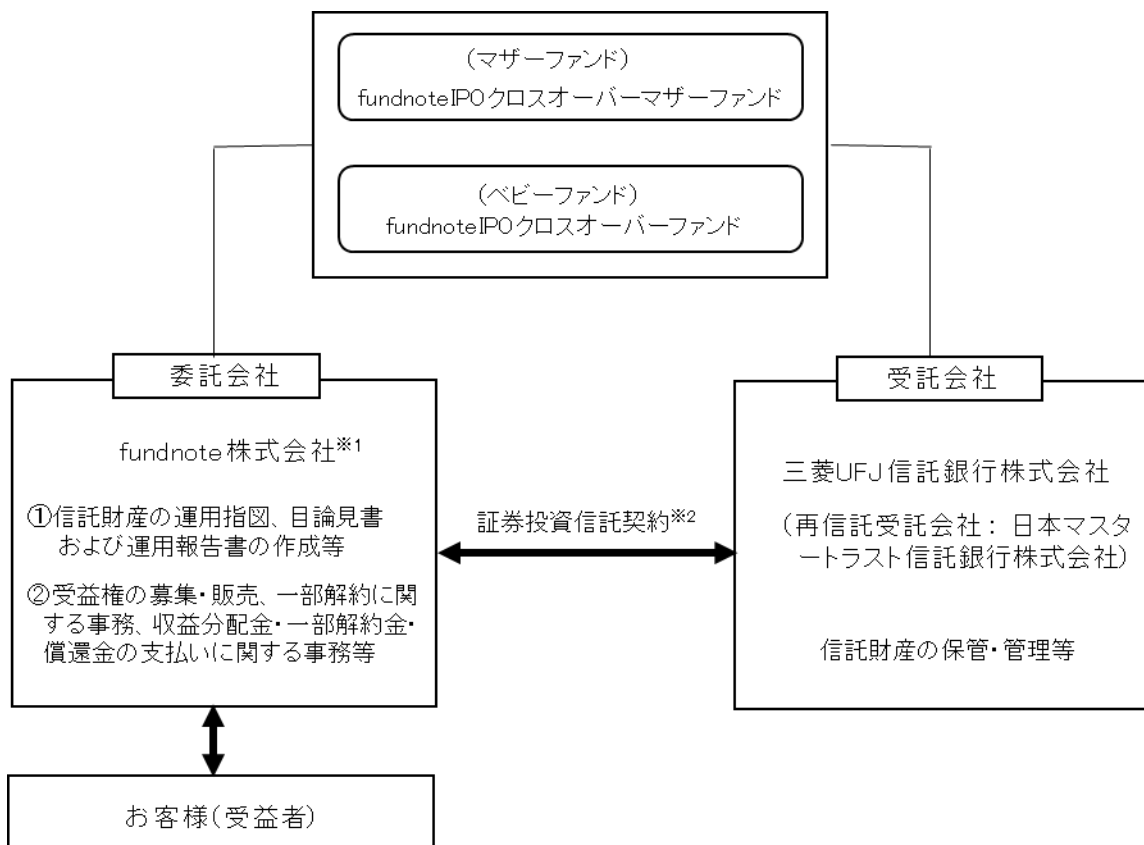 (マザーファンド)
fundnoteIPOクロスオーバーマザーファンド
(ベビーファンド)
fundnoteIPOクロスオーバーファンド
委託会社
fundnote株式会社※1
①信託財産の運用指図、目論見書
および運用報告書の作成等
②受益権の募集・販売、一部解約に関
する事務、収益分配金・一部解約金・
償還金の支払いに関する事務等
証券投資信託契約※2
受託会社
三菱UFJ信託銀行株式会社
(再信託受託会社：日本マスタ
ートラスト信託銀行株式会社)
信託財産の保管・管理等
お客様(受益者)